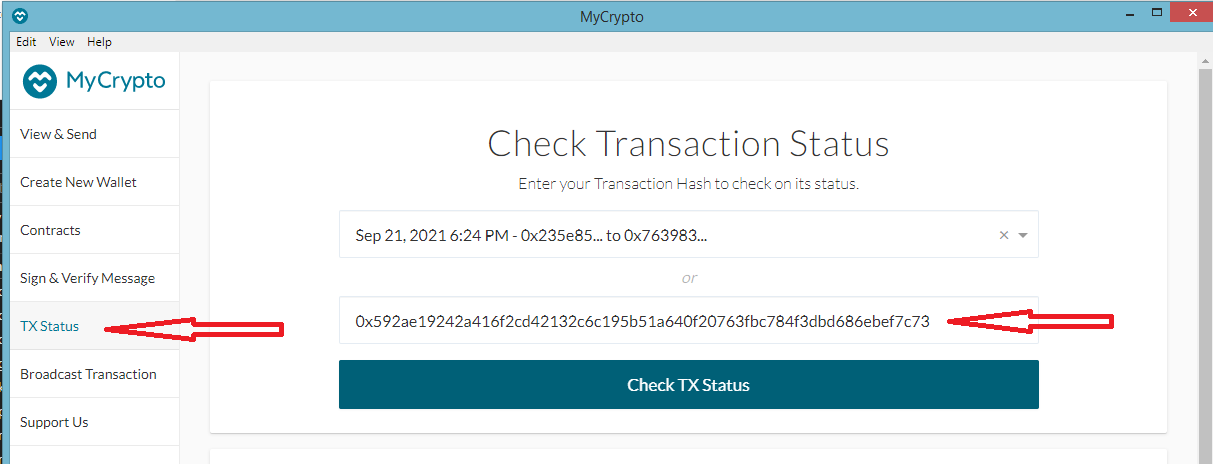 MyCrypto
Edit View Help
MyCrypto
View & Send
Create New Wallet
Contracts
Sign & Verify Message
TX Status
Broadcast Transaction
Support Us
Check Transaction Status
Enter your Transaction Hash to check on its status.
Sep 21, 2021 6:24 PM - 0x235e85... to 0x763983...
or
0x592ae19242a416f2cd42132c6c195b51a640f20763fbc784f3dbd686ebef7c73
Check TX Status